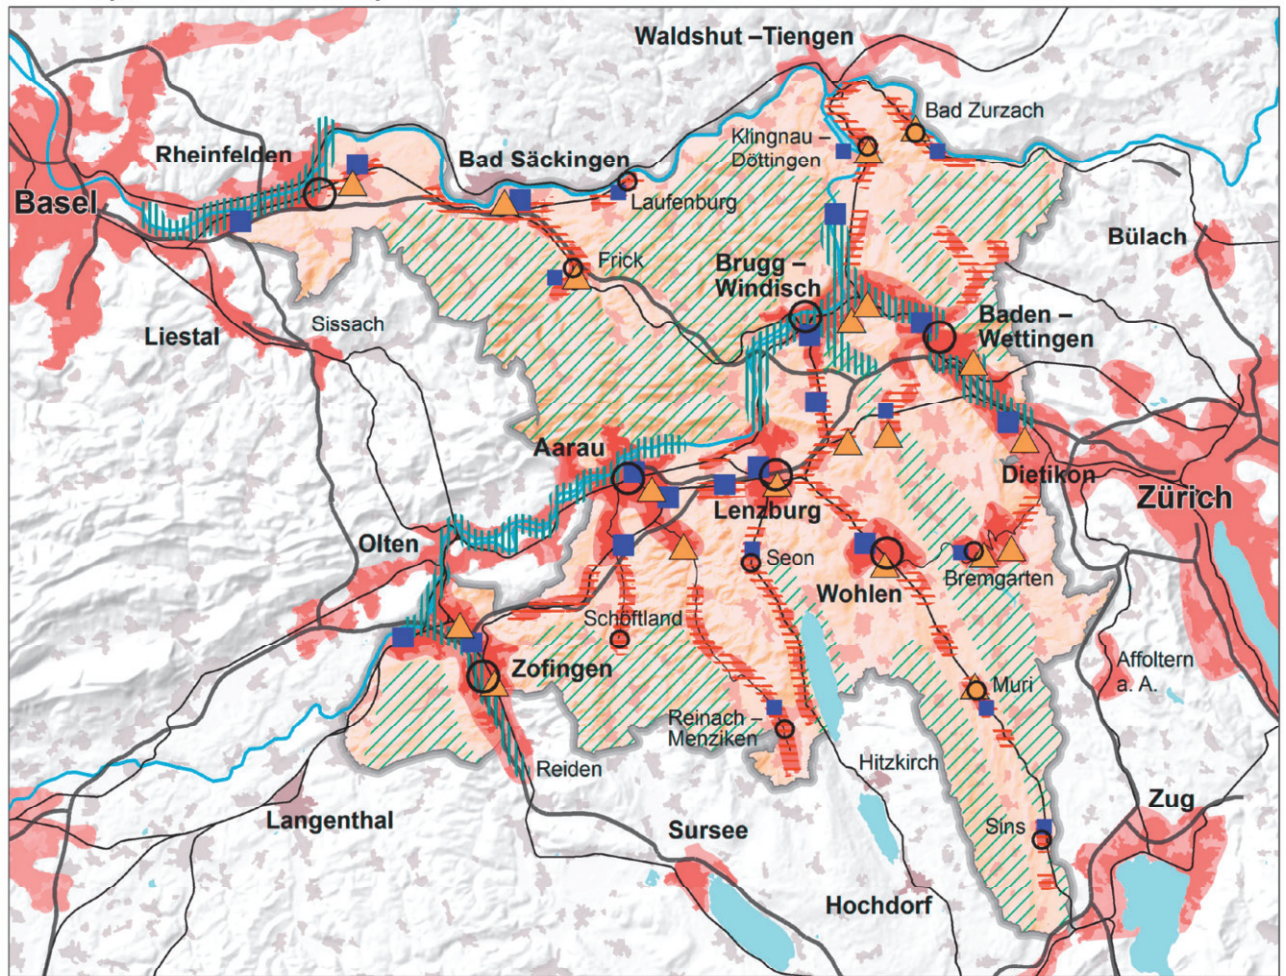 Waldshut –Tiengen
Bad Zurzach
Klingnau –
Döttingen
Rheinfelden
Bad Säckingen
Basel
Laufenburg
Bülach
Frick
Brugg –
Windisch
Baden –
Wettingen
Liestal
Sissach
Aarau
Dietikon
Zürich
Lenzburg
Olten
Seon
Bremgarten
Wohlen
Schöftland
Zofingen
Affoltern
a. A.
Muri
Reinach –
Menziken
Reiden
Hitzkirch
Zug
Langenthal
Sursee
Sins
Hochdorf